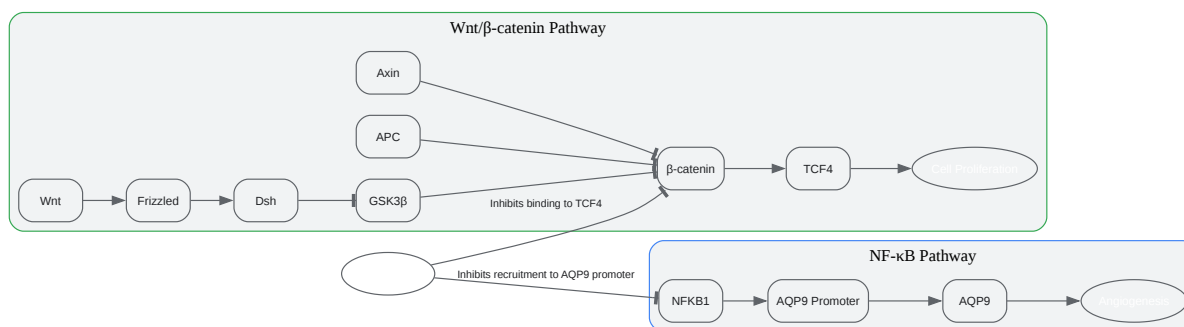 Wnt/β-catenin Pathway
Axin
APC
β-catenin
TCF4
Cell Proliferation
Wnt
Frizzled
Dsh
GSK3β
Inhibits binding to TCF4
NF-κB Pathway
Inhibits recruitment to AQP9 promoter
NFKB1
AQP9 Promoter
AQP9
Angiogenesis